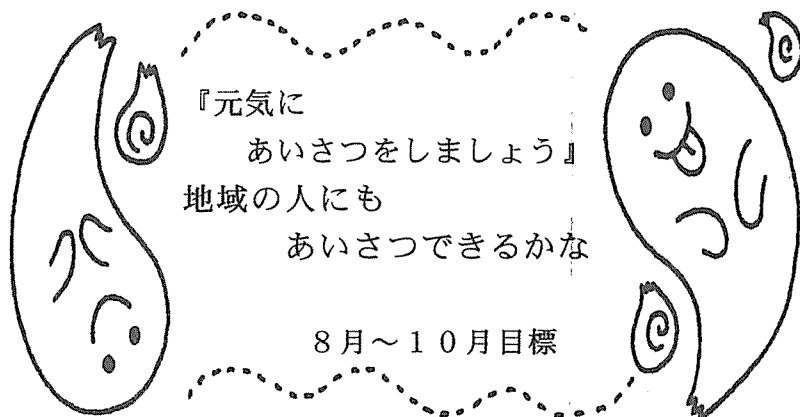 『元気に
あいさつをしましょう』
地域の人にも
あいさつできるかな
８月～１０月目標